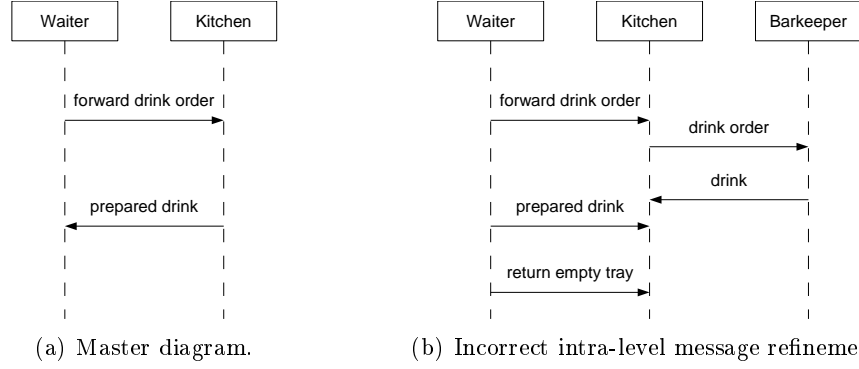 Waiter Kitchen
forward drink order
prepared drink
(a) Master diagram.
Waiter Kitchen Barkeeper
forward drink order
drink order
drink
prepared drink
return empty tray
(b) Incorrect intra-level message refineme